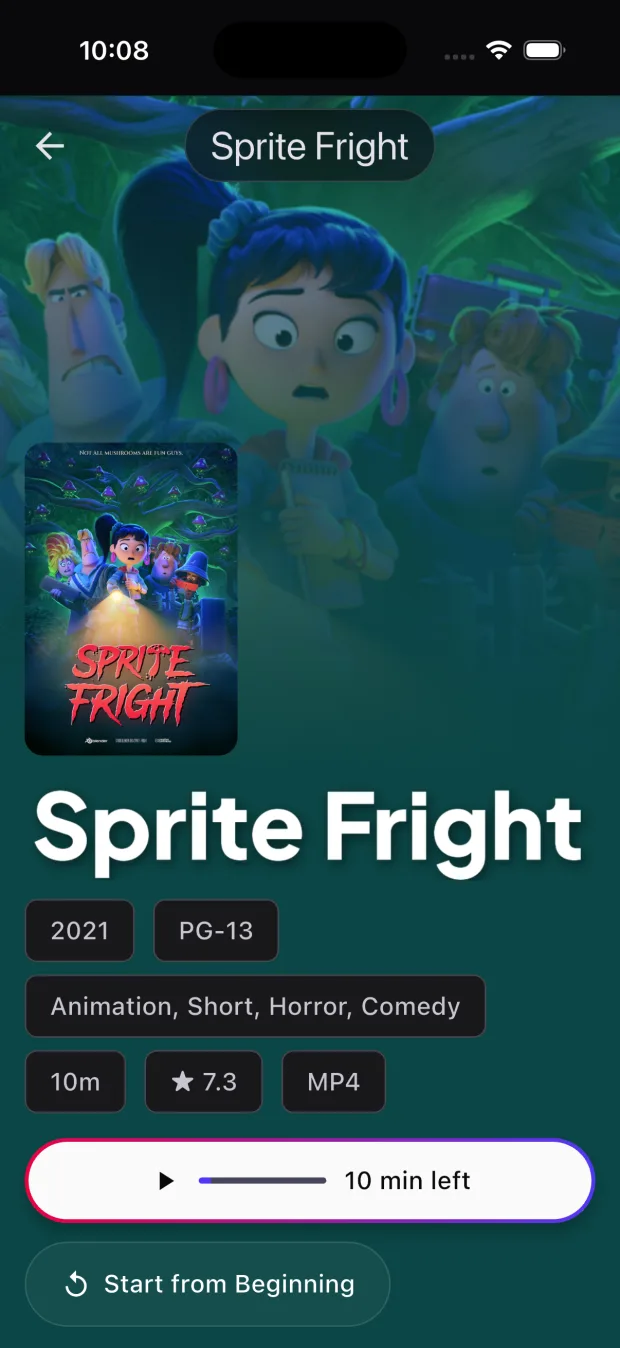 10:08
Sprite Fright
NOT ALL MUSHROOMS ARE FUN GUYS.
SPRITE
FRIGHT
Sprite Fright
2021 PG-13
Animation, Short, Horror, Comedy
10m ★ 7.3 MP4
10 min left
Start from Beginning